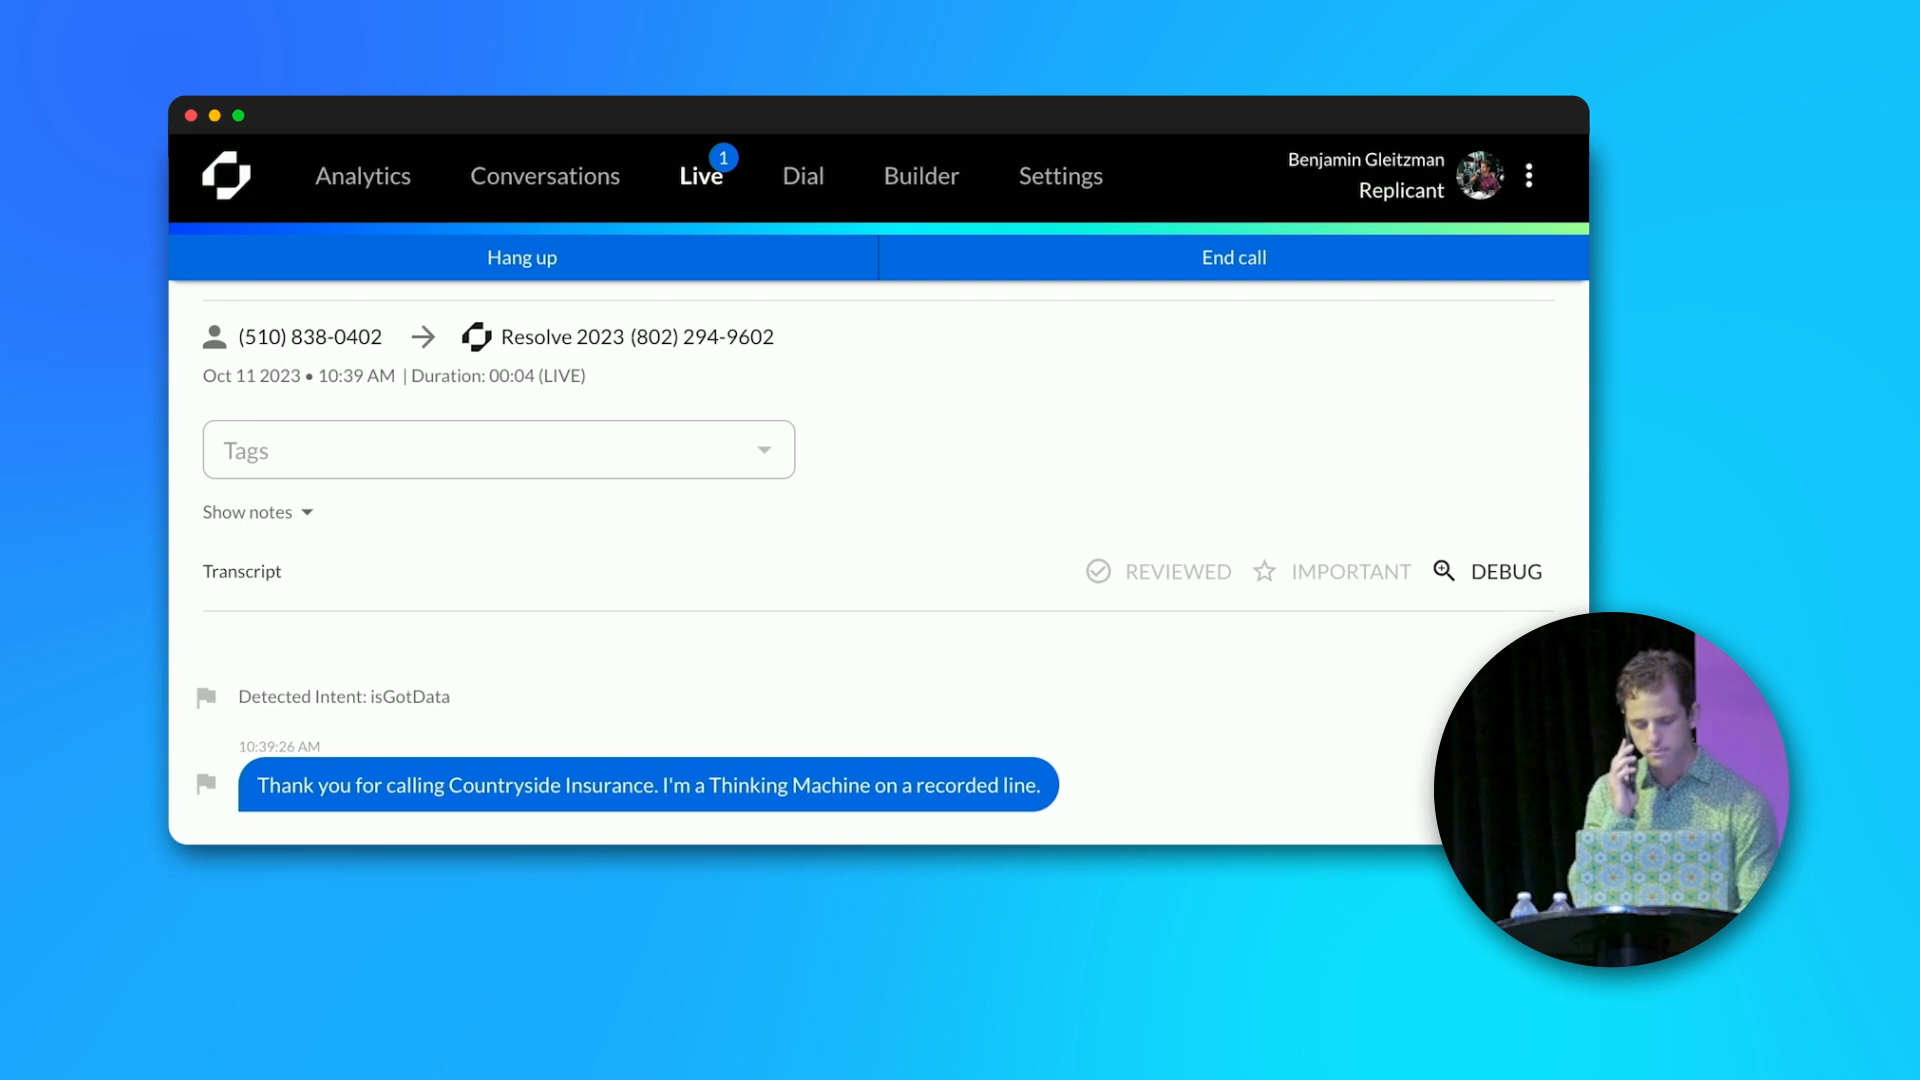 Analytics
Conversations
Live
1
Dial
Builder
Settings
Benjamin Gleitzman
Replicant
Hang up
End call
(510) 838-0402
Resolve 2023 (802) 294-9602
Oct 11 2023 • 10:39 AM | Duration: 00:04 (LIVE)
Tags
Show notes
Transcript
REVIEWED
IMPORTANT
DEBUG
Detected Intent: isGotData
10:39:26 AM
Thank you for calling Countryside Insurance. I'm a Thinking Machine on a recorded line.